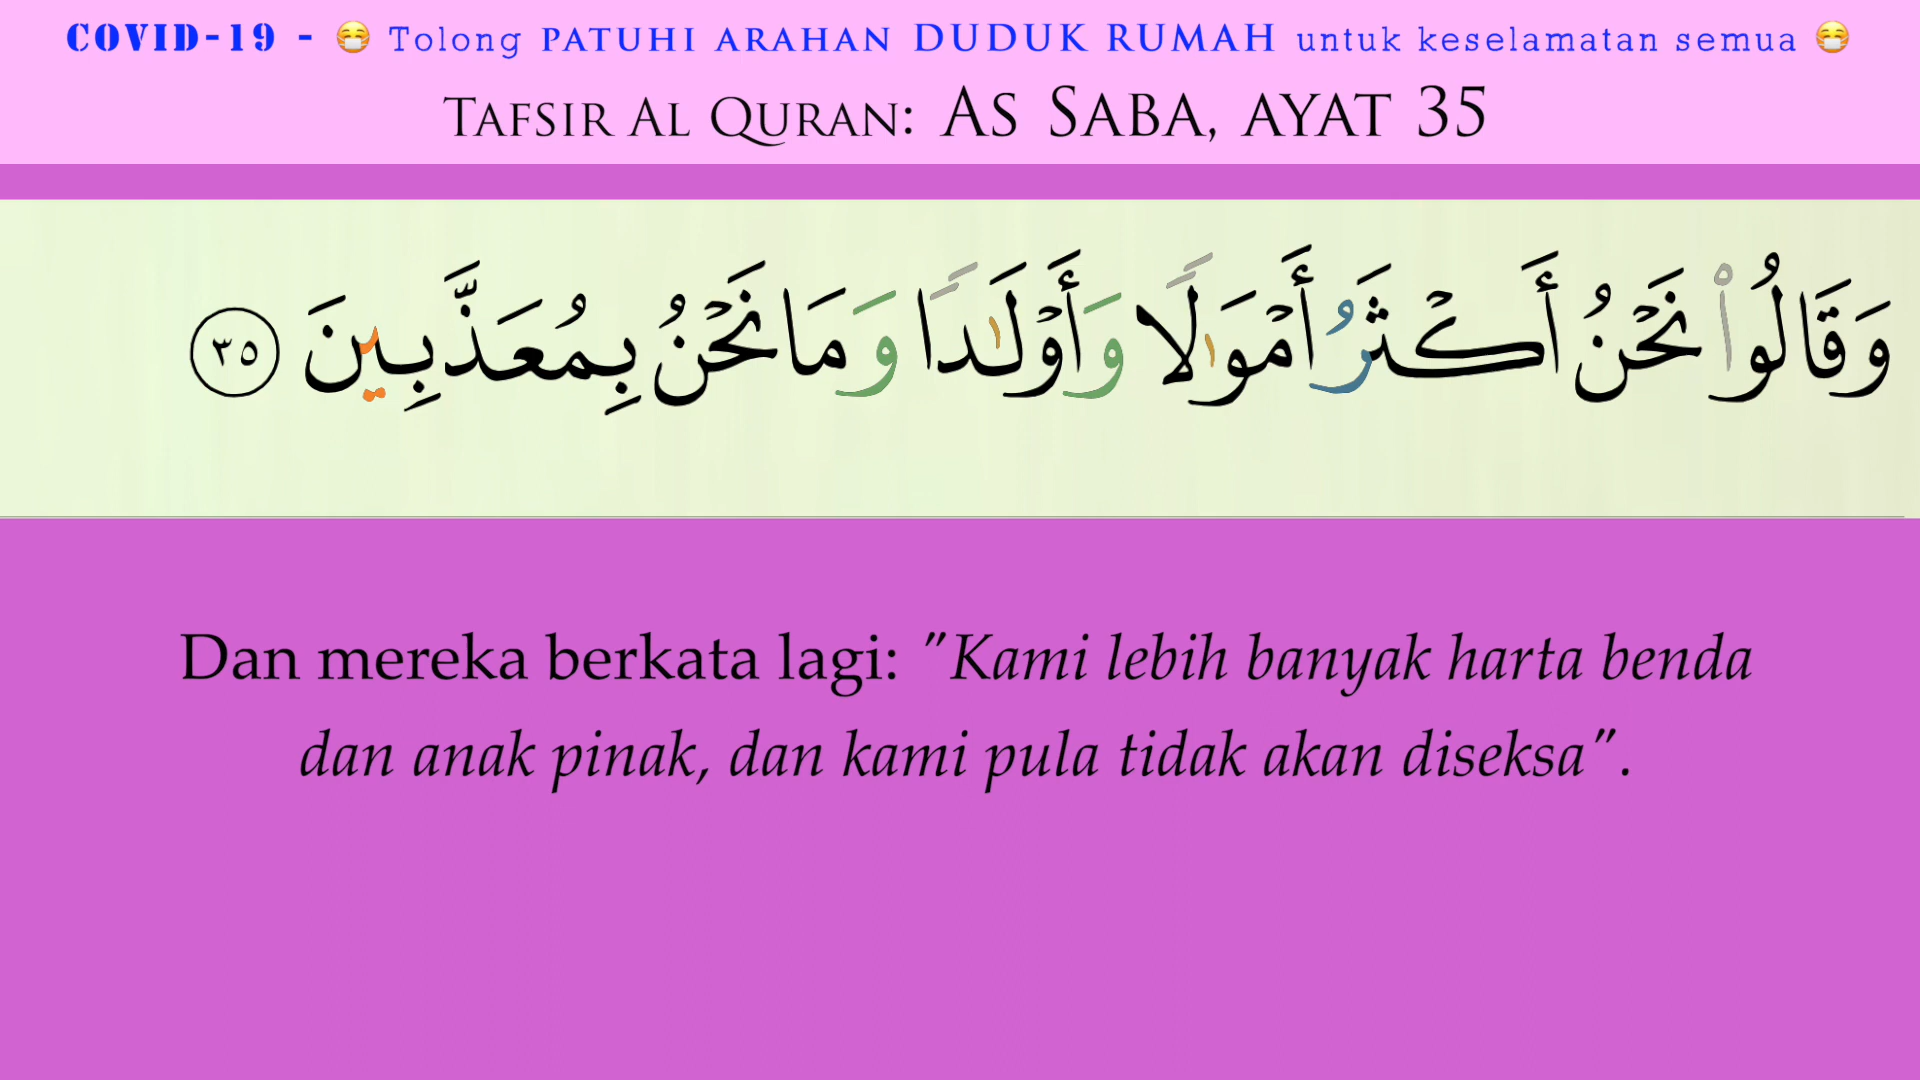 COVID-19 - 😷 Tolong PATUHI ARAHAN DUDUK RUMAH untuk keselamatan semua 😷
TAFSIR AL QURAN: AS SABA, AYAT 35
وَقَالُوا۟ نَحْنُ أَكْثَرُ أَمْوَٰلًا وَأَوْلَٰدًا وَمَا نَحْنُ بِمُعَذَّبِينَ ٣٥
Dan mereka berkata lagi: "Kami lebih banyak harta benda
dan anak pinak, dan kami pula tidak akan diseksa".